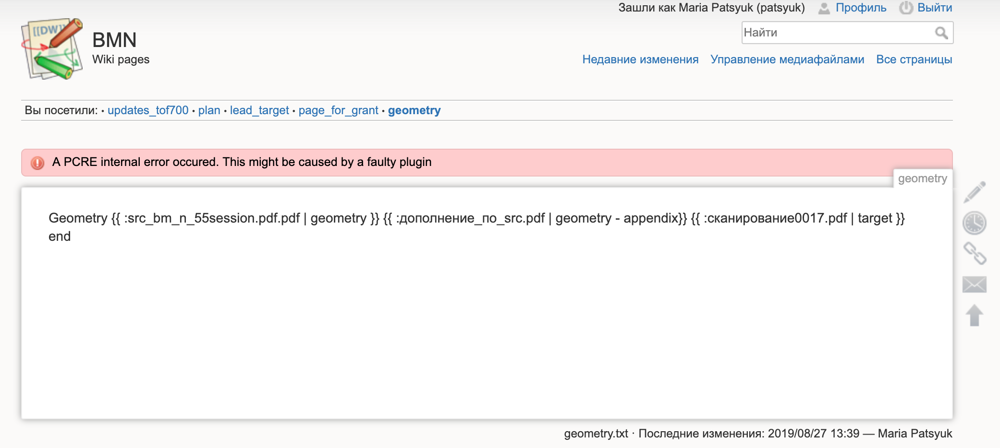 Зашли как Maria Patsyuk (patsyuk) Профиль Выйти
[[DW]]
BMN
Wiki pages
Найти
Недавние изменения Управление медиафайлами Все страницы
Вы посетили: • updates_tof700 • plan • lead_target • page_for_grant • geometry
A PCRE internal error occured. This might be caused by a faulty plugin
geometry
Geometry {{ :src_bm_n_55session.pdf.pdf | geometry }} {{ :дополнение_по_src.pdf | geometry - appendix}} {{ :сканирование0017.pdf | target }}
end
geometry.txt · Последние изменения: 2019/08/27 13:39 — Maria Patsyuk